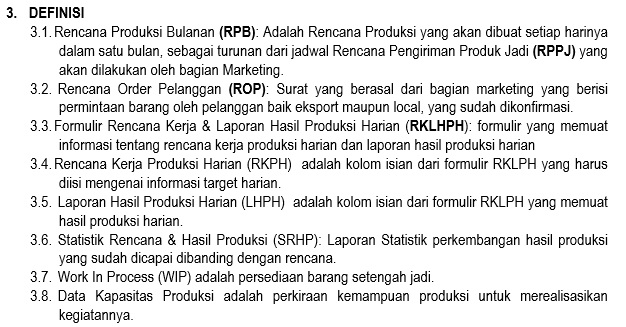 3. DEFINISI
3.1. Rencana Produksi Bulanan (RPB): Adalah Rencana Produksi yang akan dibuat setiap harinya
dalam satu bulan, sebagai turunan dari jadwal Rencana Pengiriman Produk Jadi (RPPJ) yang
akan dilakukan oleh bagian Marketing.
3.2. Rencana Order Pelanggan (ROP): Surat yang berasal dari bagian marketing yang berisi
permintaan barang oleh pelanggan baik eksport maupun local, yang sudah dikonfirmasi.
3.3. Formulir Rencana Kerja & Laporan Hasil Produksi Harian (RKLHPH): formulir yang memuat
informasi tentang rencana kerja produksi harian dan laporan hasil produksi harian
3.4. Rencana Kerja Produksi Harian (RKPH) adalah kolom isian dari formulir RKLPH yang harus
diisi mengenai informasi target harian.
3.5. Laporan Hasil Produksi Harian (LHPH) adalah kolom isian dari formulir RKLPH yang memuat
hasil produksi harian.
3.6. Statistik Rencana & Hasil Produksi (SRHP): Laporan Statistik perkembangan hasil produksi
yang sudah dicapai dibanding dengan rencana.
3.7. Work In Process (WIP) adalah persediaan barang setengah jadi.
3.8. Data Kapasitas Produksi adalah perkiraan kemampuan produksi untuk merealisasikan
kegiatannya.